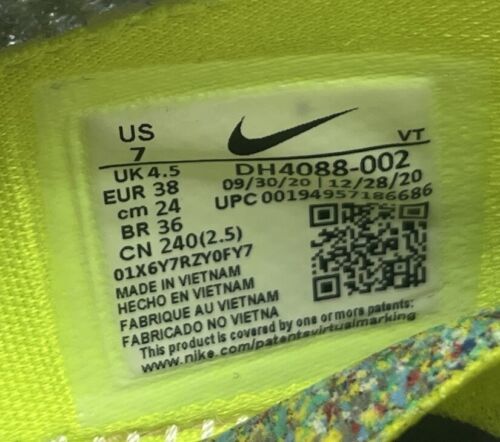 US
7
VT
UK 4.5
DH4088-002
EUR 38
09/30/20 | 12/28/20
cm 24
UPC 00194957186686
BR 36
CN 240(2.5)
01X6Y7RZY0FY7
MADE IN VIETNAM
HECHO EN VIETNAM
FABRIQUE AU VIETNAM
FABRICADO NO VIETNA
This product is covered by one or more patents:
www.nike.com/patentsvirtualmarking